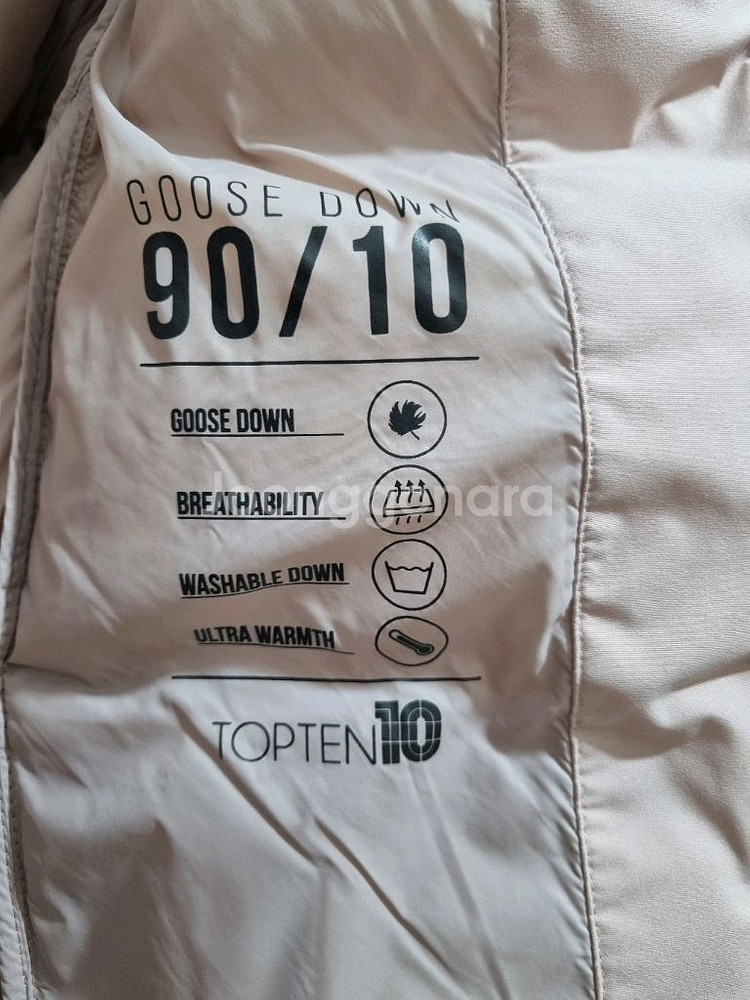 GOOSE DOWN
90/10
GOOSE DOWN
BREATHABILITY
WASHABLE DOWN
ULTRA WARMTH
TOPTEN10